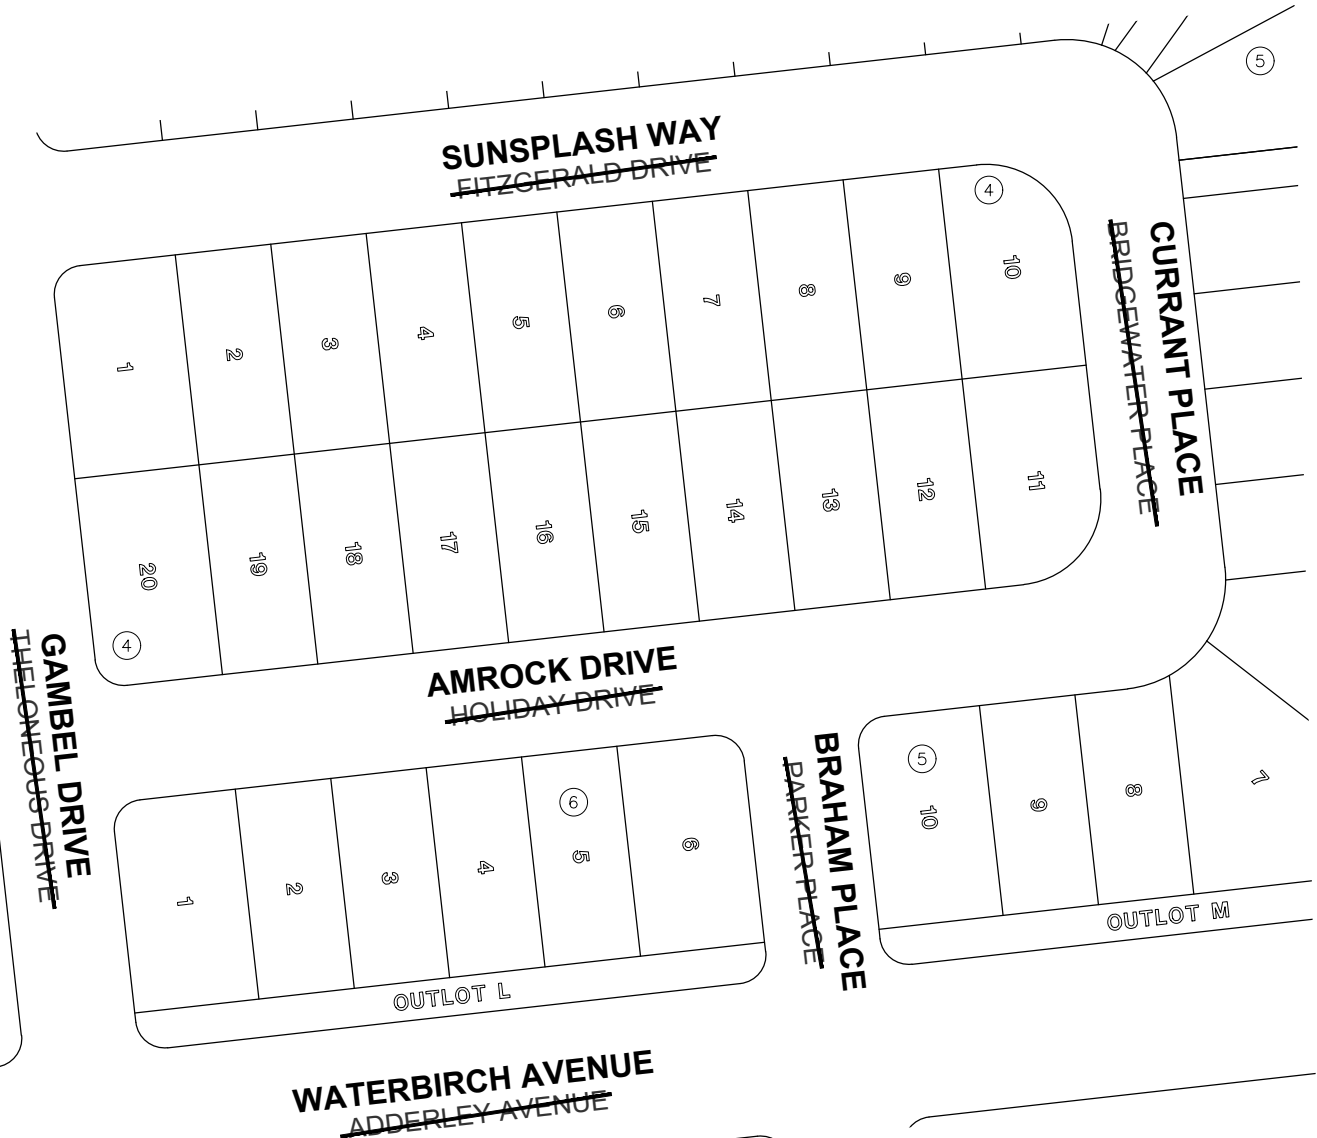 5
SUNSPLASH WAY
FITZGERALD DRIVE
4
CURRANT PLACE
BRIDGEWATER PLACE
1
2
3
4
5
6
7
8
9
10
20
19
18
17
16
15
14
13
12
11
4
GAMBEL DRIVE
THELONEOUS DRIVE
AMROCK DRIVE
HOLIDAY DRIVE
BRAHAM PLACE
PARKER PLACE
6
1
2
3
4
5
6
OUTLOT L
5
10
9
8
7
OUTLOT M
WATERBIRCH AVENUE
ADDERLEY AVENUE